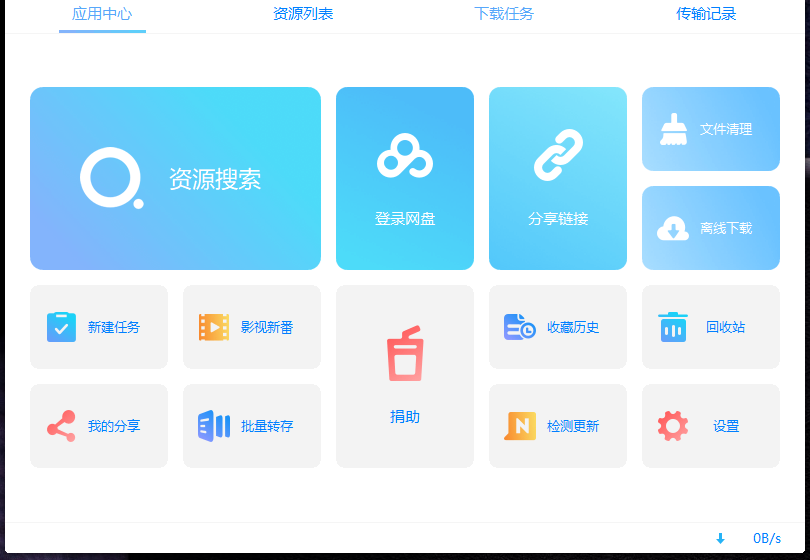 应用中心
资源列表
下载任务
传输记录
资源搜索
登录网盘
分享链接
文件清理
离线下载
新建任务
影视新番
捐助
收藏历史
回收站
我的分享
批量转存
检测更新
设置
0B/s